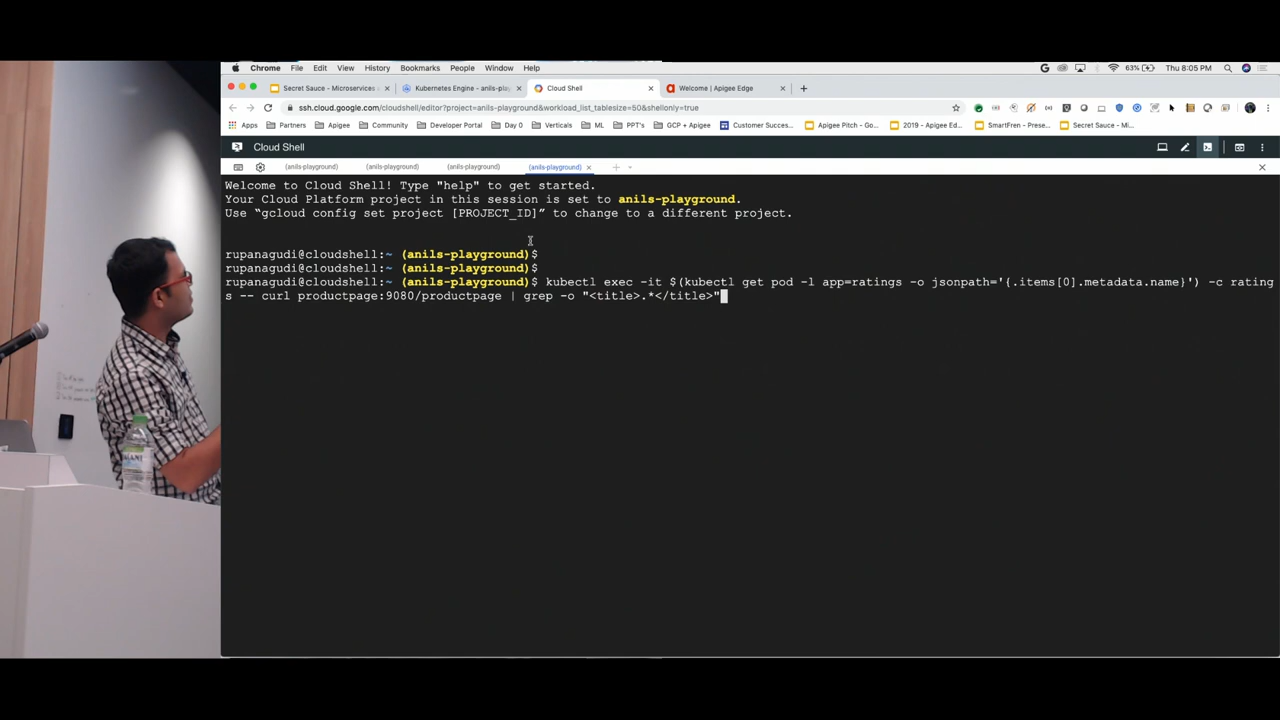 Chrome File Edit View History Bookmarks People Window Help 63% Thu 8:05 PM
Secret Sauce - Microservices Kubernetes Engine - anils-play Cloud Shell Welcome | Apigee Edge
ssh.cloud.google.com/cloudshell/editor?project=anils-playground&workload_list_tablesize=50&shellonly=true
Apps Partners Apigee Community Developer Portal Day 0 Verticals ML PPT's GCP + Apigee Customer Succes... Apigee Pitch - Goo... 2019 - Apigee Ed... SmartFren - Prese... Secret Sauce - Mi...
Cloud Shell
(anils-playground) (anils-playground) (anils-playground) (anils-playground)
Welcome to Cloud Shell! Type "help" to get started.
Your Cloud Platform project in this session is set to anils-playground.
Use “gcloud config set project [PROJECT_ID]” to change to a different project.
rupanagudi@cloudshell:~ (anils-playground)$
rupanagudi@cloudshell:~ (anils-playground)$
rupanagudi@cloudshell:~ (anils-playground)$ kubectl exec -it $(kubectl get pod -l app=ratings -o jsonpath='{.items[0].metadata.name}') -c rating
s -- curl productpage:9080/productpage | grep -o "<title>.*</title>"